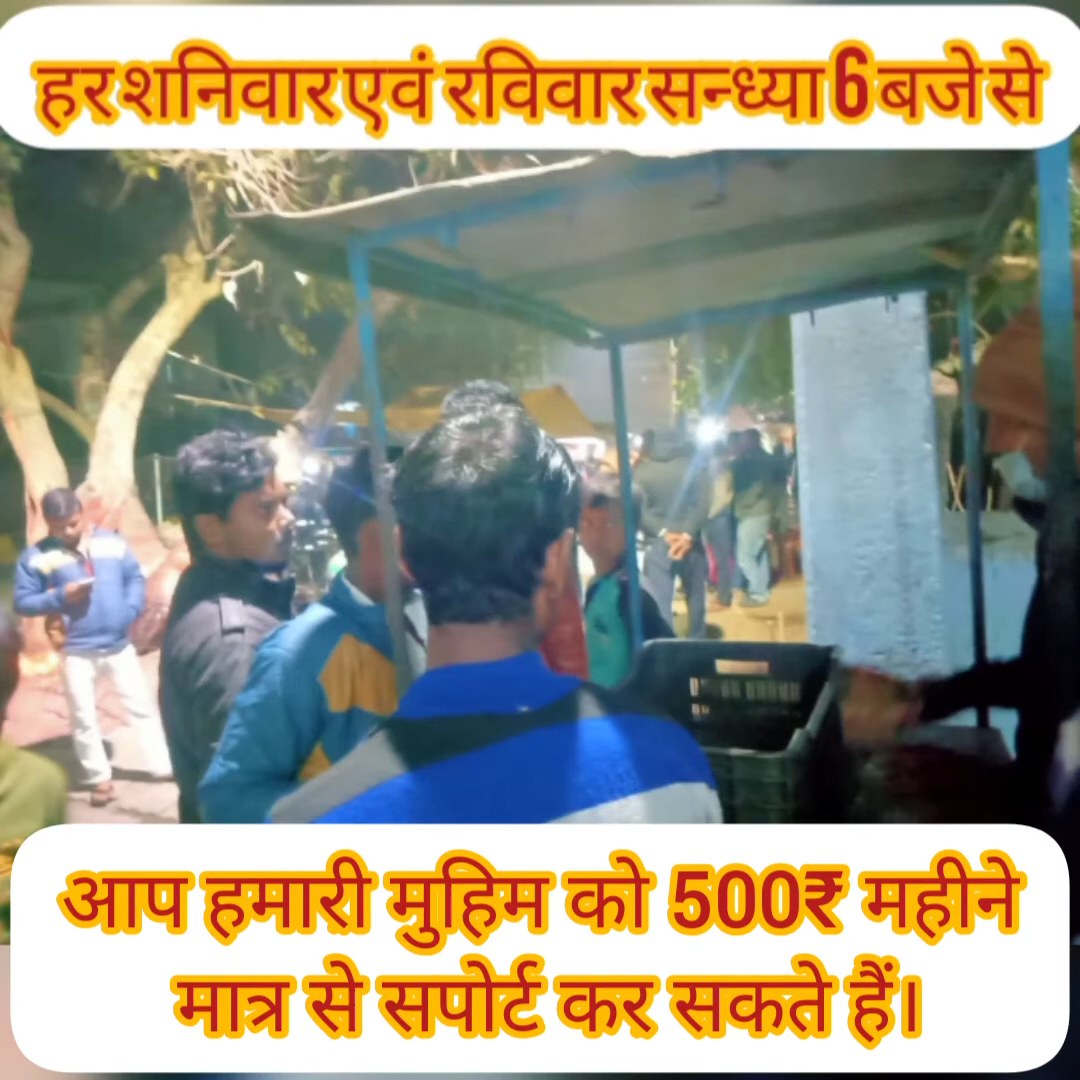 हर शनिवार एवं रविवार सन्ध्या 6 बजे से
आप हमारी मुहिम को 500₹ महीने
मात्र से सपोर्ट कर सकते हैं।